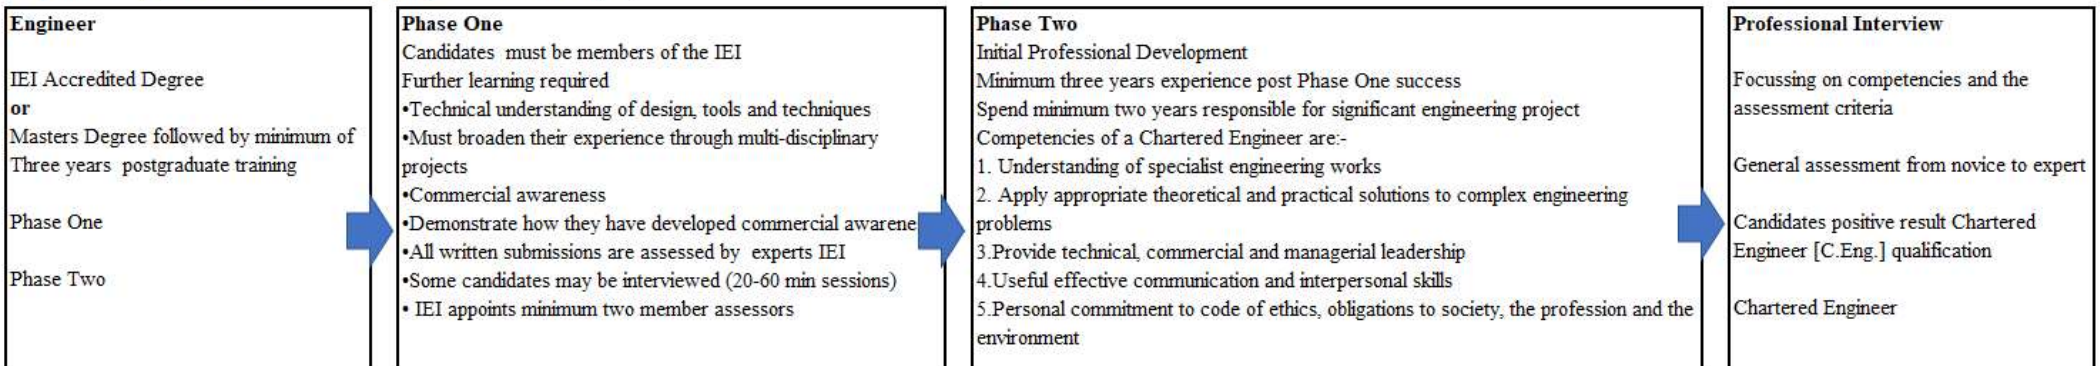 Engineer
IEI Accredited Degree
or
Masters Degree followed by minimum of
Three years postgraduate training
Phase One
Phase Two
Phase One
Candidates must be members of the IEI
Further learning required
•Technical understanding of design, tools and techniques
•Must broaden their experience through multi-disciplinary
projects
•Commercial awareness
•Demonstrate how they have developed commercial awarene
•All written submissions are assessed by experts IEI
•Some candidates may be interviewed (20-60 min sessions)
• IEI appoints minimum two member assessors
Phase Two
Initial Professional Development
Minimum three years experience post Phase One success
Spend minimum two years responsible for significant engineering project
Competencies of a Chartered Engineer are:-
1. Understanding of specialist engineering works
2. Apply appropriate theoretical and practical solutions to complex engineering
problems
3.Provide technical, commercial and managerial leadership
4.Useful effective communication and interpersonal skills
5.Personal commitment to code of ethics, obligations to society, the profession and the
environment
Professional Interview
Focussing on competencies and the
assessment criteria
General assessment from novice to expert
Candidates positive result Chartered
Engineer [C.Eng.] qualification
Chartered Engineer